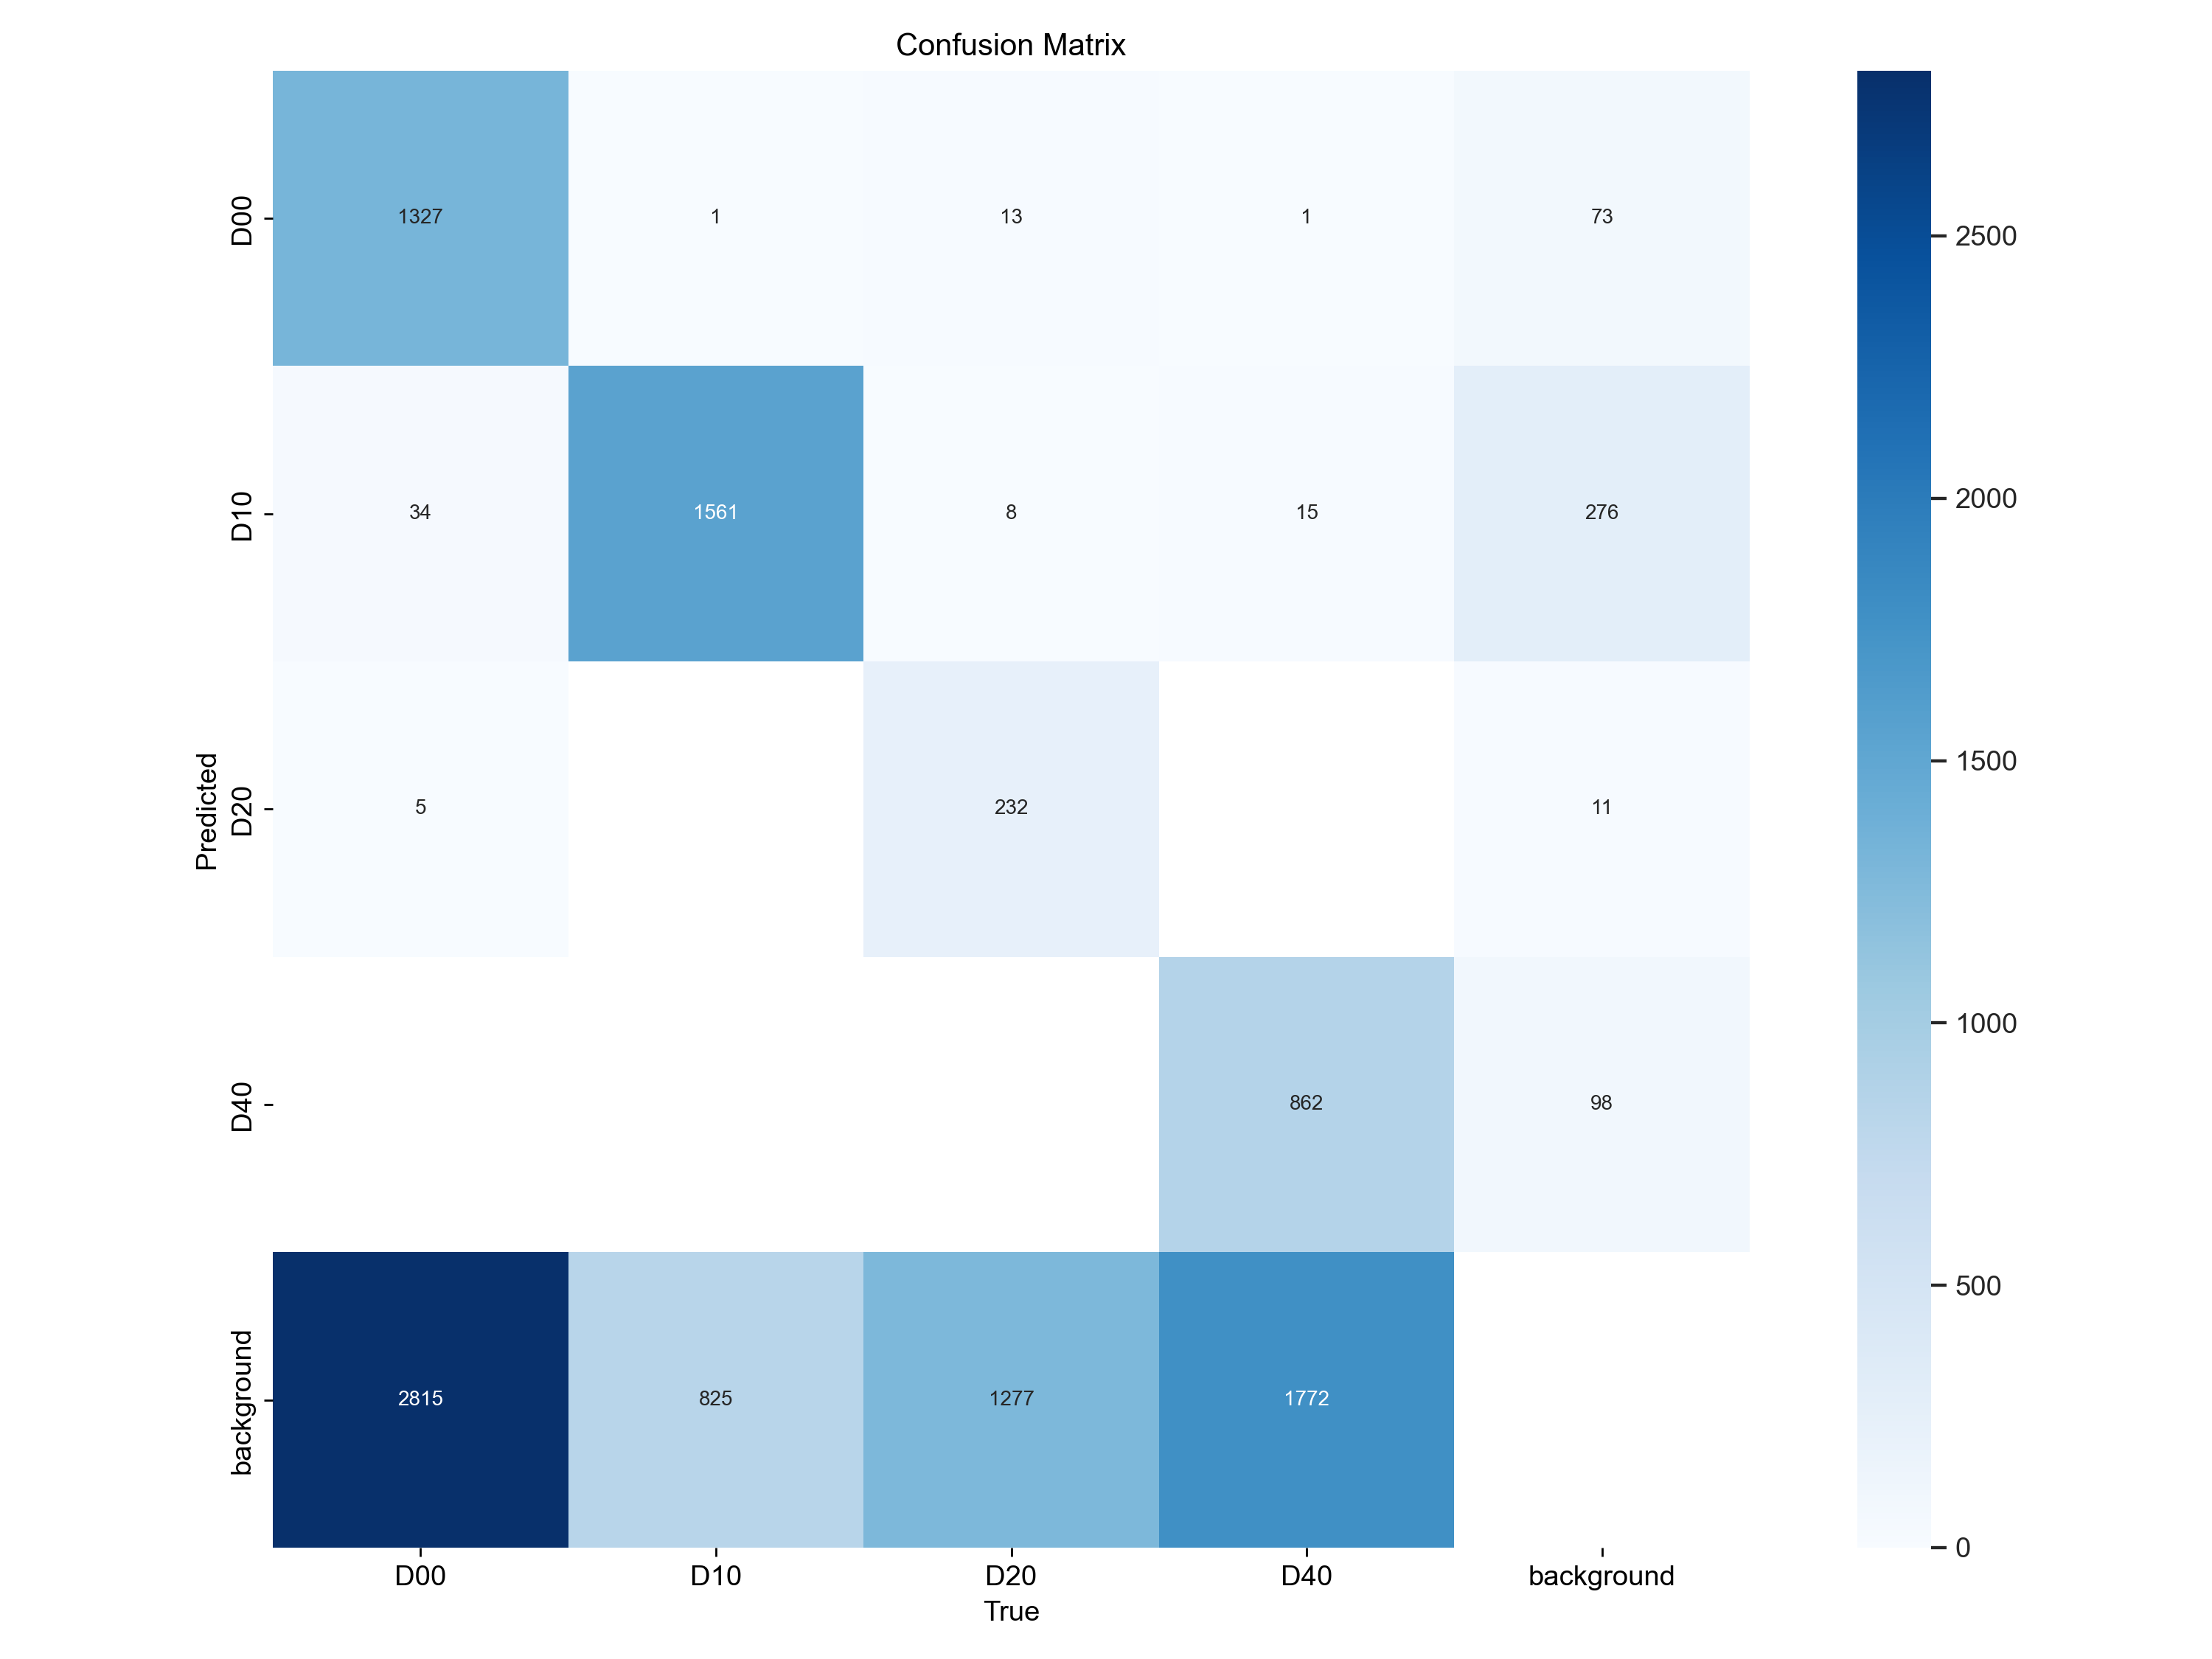 Confusion Matrix
D00 1327 1 13 1 73
D10 34 1561 8 15 276
D20 5 232 11
D40 862 98
background 2815 825 1277 1772
Predicted
D00 D10 D20 D40 background
True
2500
2000
1500
1000
500
0